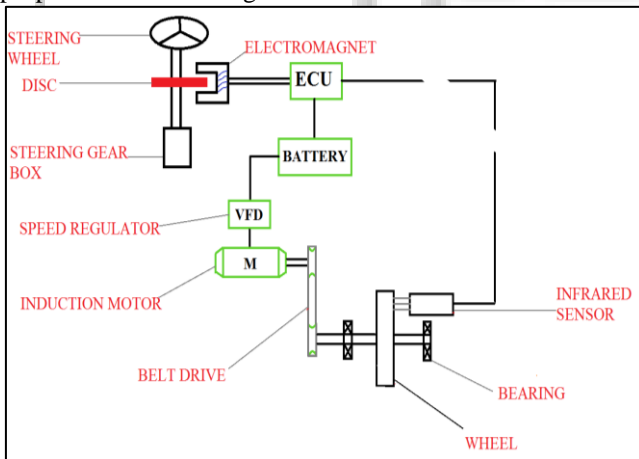 STEERING
WHEEL
ELECTROMAGNET
DISC
ECU
STEERING GEAR
BOX
BATTERY
SPEED REGULATOR
VFD
M
INDUCTION MOTOR
INFRARED
SENSOR
BELT DRIVE
BEARING
WHEEL